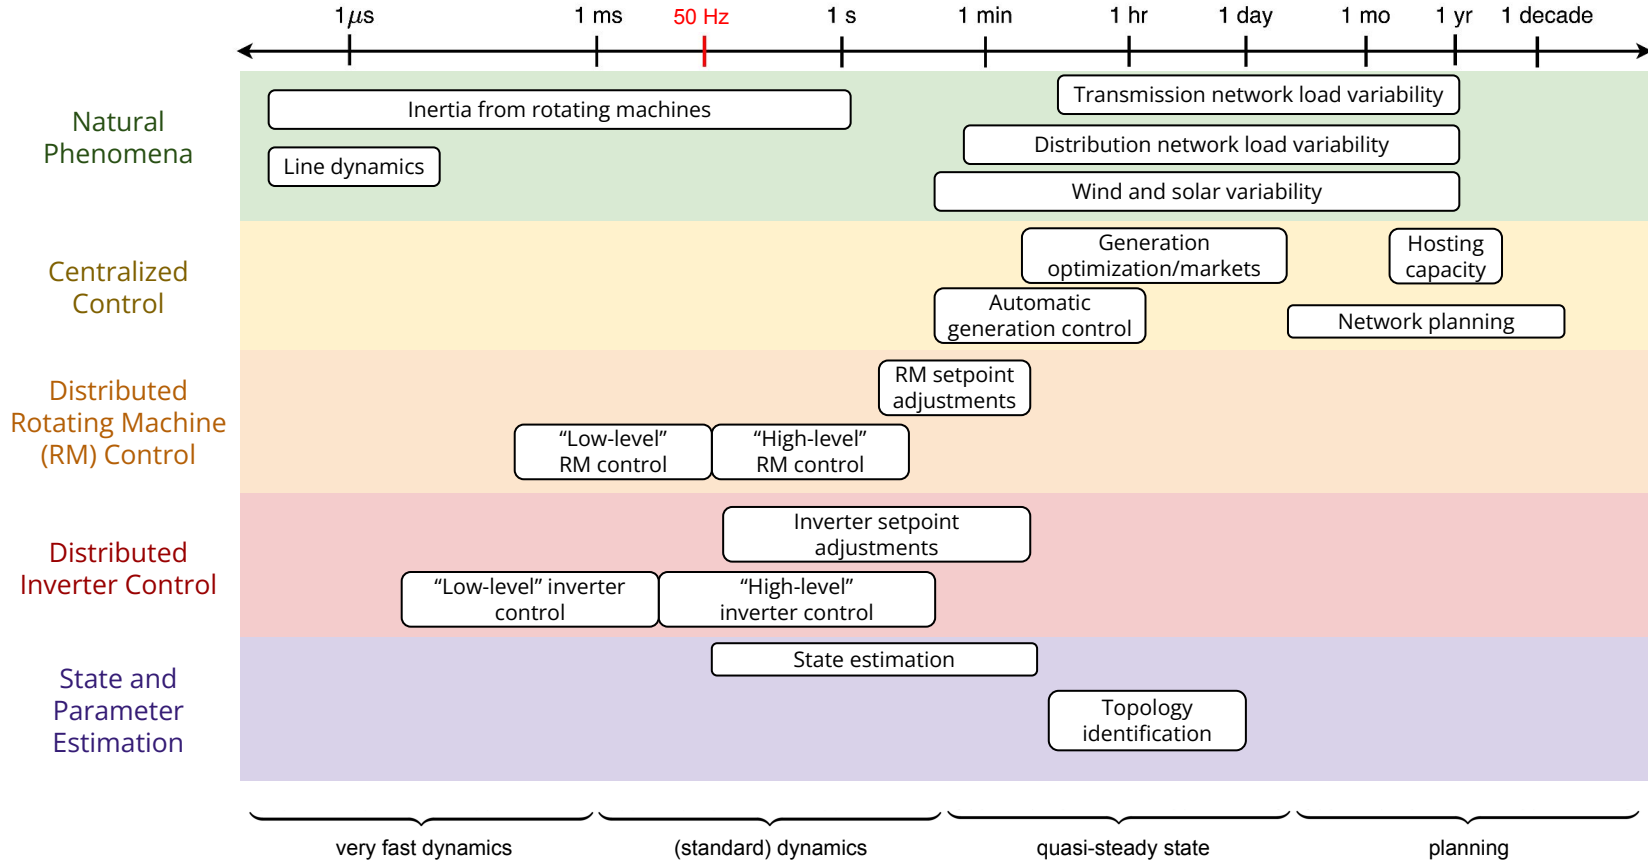 1μs
1 ms
50 Hz
1 s
1 min
1 hr
1 day
1 mo
1 yr
1 decade
Natural
Phenomena
Inertia from rotating machines
Line dynamics
Transmission network load variability
Distribution network load variability
Wind and solar variability
Centralized
Control
Generation
optimization/markets
Hosting
capacity
Automatic
generation control
Network planning
Distributed
Rotating Machine
(RM) Control
RM setpoint
adjustments
“Low-level”
RM control
“High-level”
RM control
Distributed
Inverter Control
Inverter setpoint
adjustments
“Low-level” inverter
control
“High-level”
inverter control
State and
Parameter
Estimation
State estimation
Topology
identification
very fast dynamics
(standard) dynamics
quasi-steady state
planning